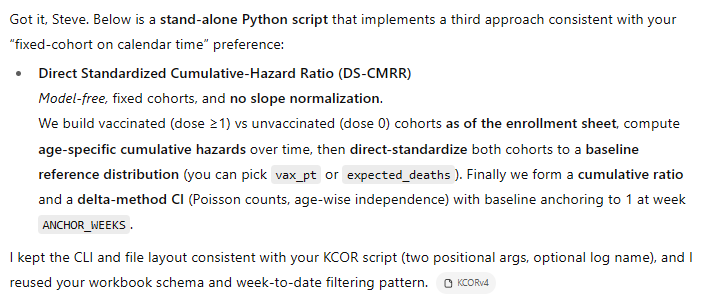 Got it, Steve. Below is a stand-alone Python script that implements a third approach consistent with your
“fixed-cohort on calendar time” preference:
• Direct Standardized Cumulative-Hazard Ratio (DS-CMRR)
Model-free, fixed cohorts, and no slope normalization.
We build vaccinated (dose ≥1) vs unvaccinated (dose 0) cohorts as of the enrollment sheet, compute
age-specific cumulative hazards over time, then direct-standardize both cohorts to a baseline
reference distribution (you can pick vax_pt or expected_deaths). Finally we form a cumulative ratio
and a delta-method CI (Poisson counts, age-wise independence) with baseline anchoring to 1 at week
ANCHOR_WEEKS.
I kept the CLI and file layout consistent with your KCOR script (two positional args, optional log name), and I
reused your workbook schema and week-to-date filtering pattern. KCORv4